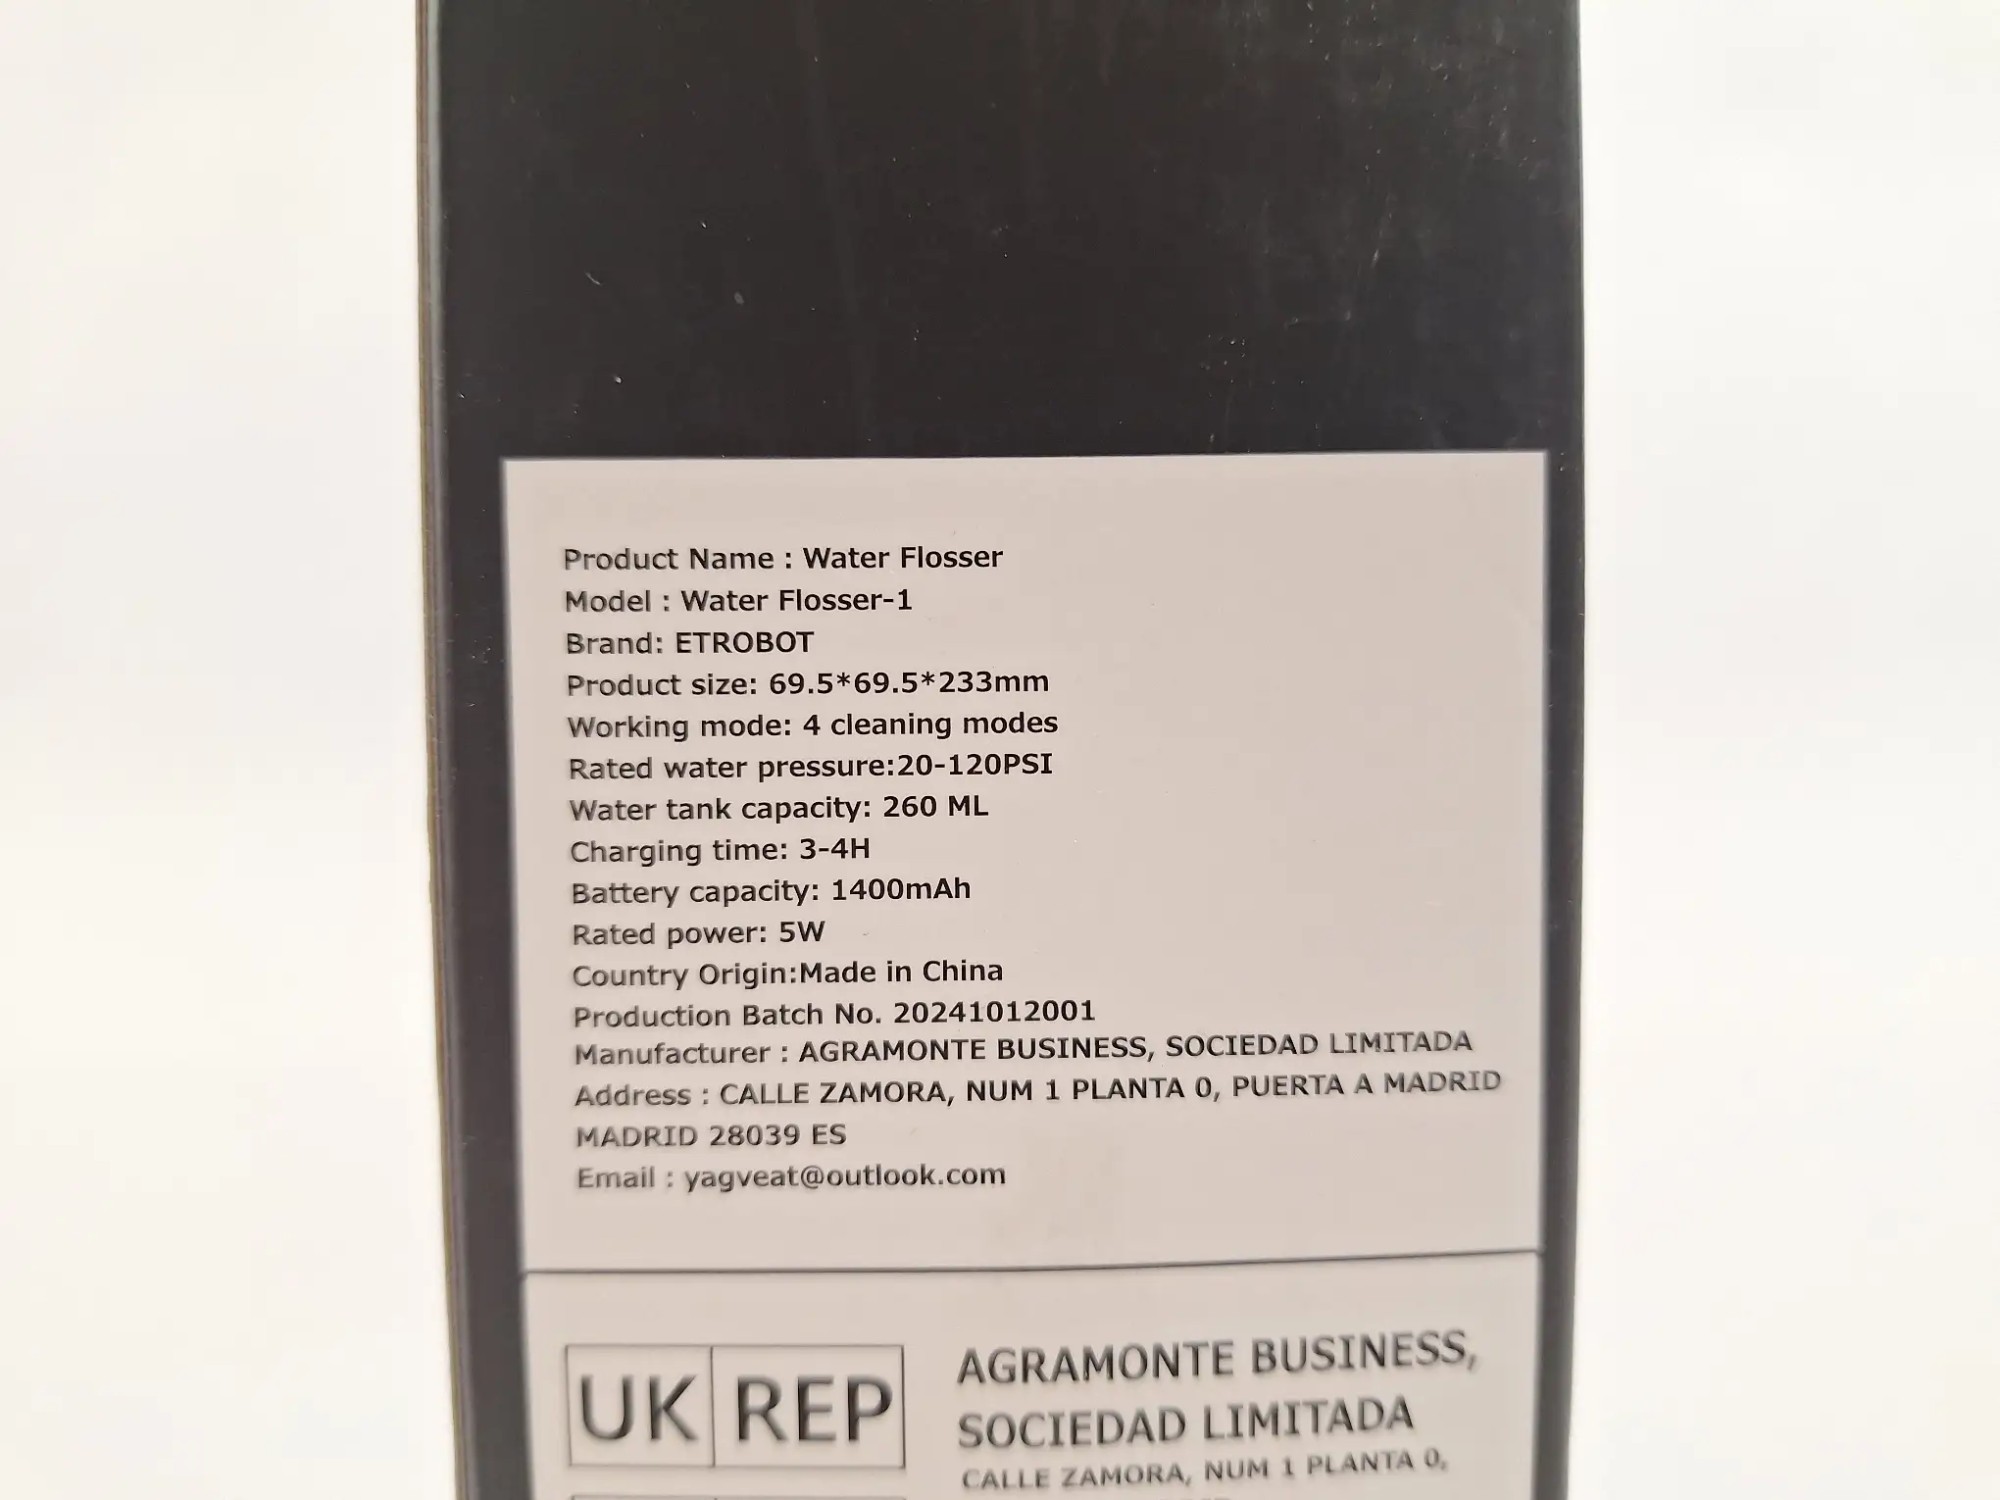 Product Name : Water Flosser
Model : Water Flosser-1
Brand: ETROBOT
Product size: 69.5*69.5*233mm
Working mode: 4 cleaning modes
Rated water pressure:20-120PSI
Water tank capacity: 260 ML
Charging time: 3-4H
Battery capacity: 1400mAh
Rated power: 5W
Country Origin:Made in China
Production Batch No. 20241012001
Manufacturer : AGRAMONTE BUSINESS, SOCIEDAD LIMITADA
Address : CALLE ZAMORA, NUM 1 PLANTA 0, PUERTA A MADRID
MADRID 28039 ES
Email : yagveat@outlook.com
UK REP
AGRAMONTE BUSINESS,
SOCIEDAD LIMITADA
CALLE ZAMORA, NUM 1 PLANTA 0,